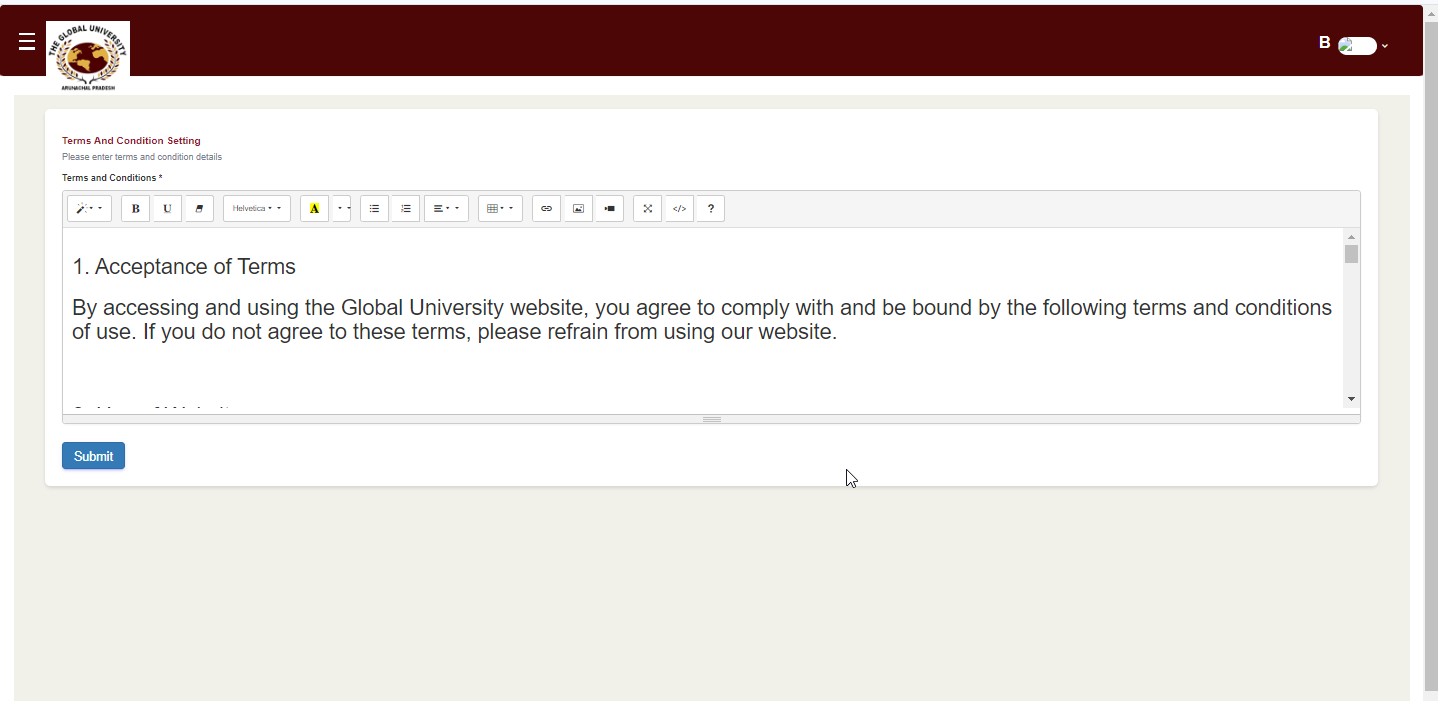 THE GLOBAL UNIVERSITY
ARUNACHAL PRADESH
B
Terms And Condition Setting
Please enter terms and condition details
Terms and Conditions *
B U Helvetica A </> ?
1. Acceptance of Terms
By accessing and using the Global University website, you agree to comply with and be bound by the following terms and conditions
of use. If you do not agree to these terms, please refrain from using our website.
Submit